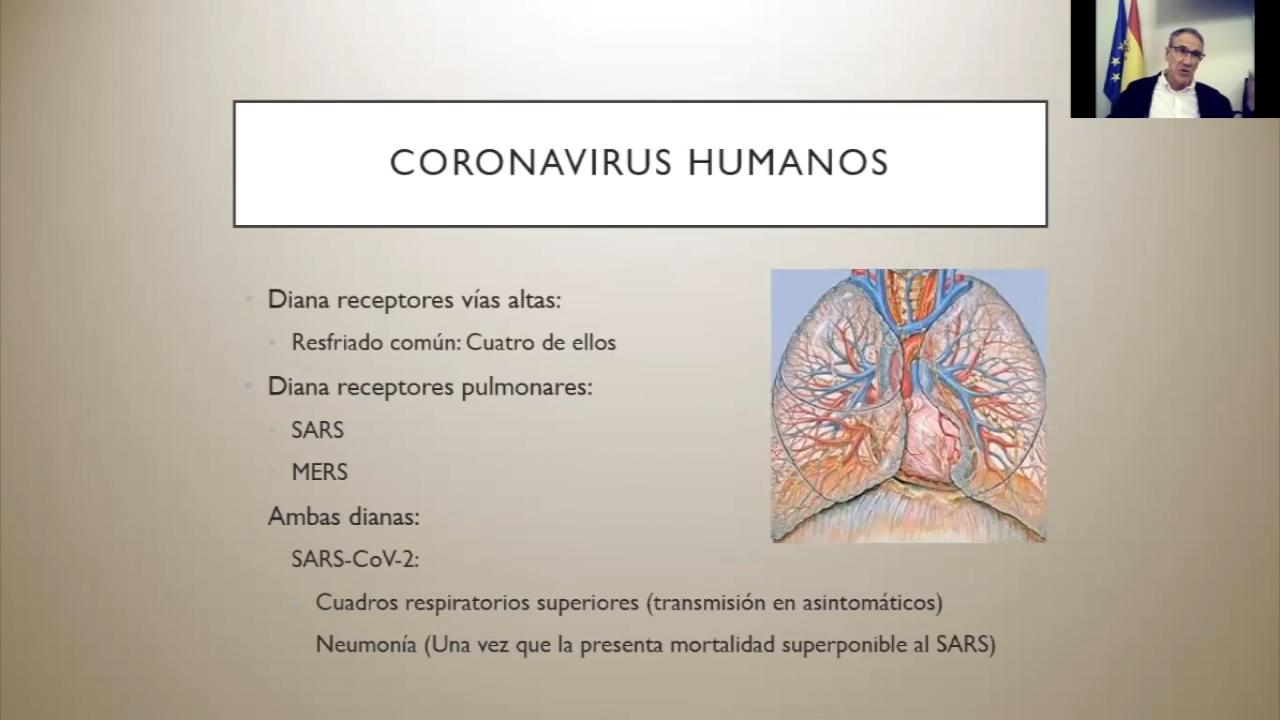 CORONAVIRUS HUMANOS
Diana receptores vías altas:
Resfriado común: Cuatro de ellos
Diana receptores pulmonares:
SARS
MERS
Ambas dianas:
SARS-CoV-2:
Cuadros respiratorios superiores (transmisión en asintomáticos)
Neumonía (Una vez que la presenta mortalidad superponible al SARS)